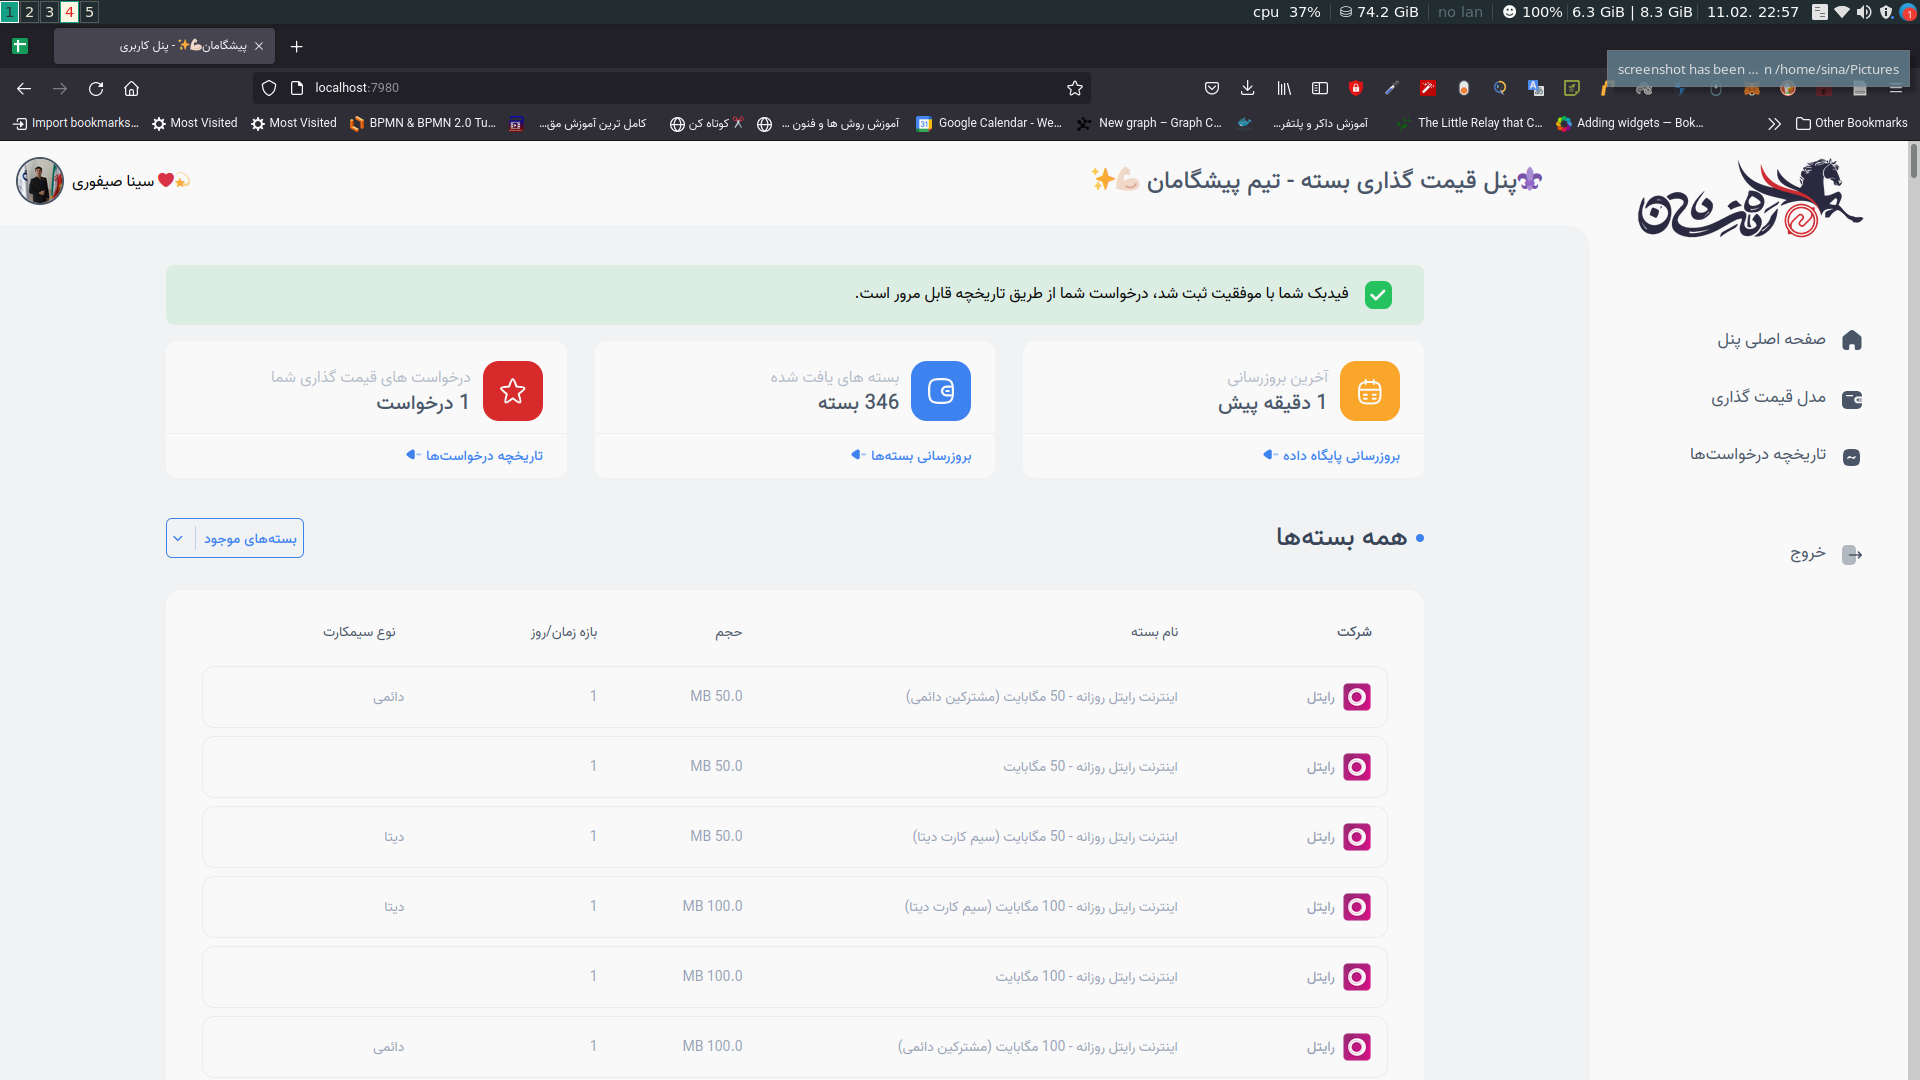 1 2 3 4 5
cpu 37% 74.2 GiB no lan 100% 6.3 GiB | 8.3 GiB 11.02. 22:57
پیشگامان💪🏻✨ - پنل کاربری
screenshot has been ... n /home/sina/Pictures
localhost:7980
Import bookmarks... Most Visited Most Visited BPMN & BPMN 2.0 Tu... کامل ترین آموزش مق... کوتاه کن آموزش روش ها و فنون ... Google Calendar - We... New graph – Graph C... آموزش داکر و پلتفر... The Little Relay that C... Adding widgets — Bok... Other Bookmarks
⚜️پنل قیمت گذاری بسته - تیم پیشگامان 💪🏻✨
سینا صیفوری ❤️💫
صفحه اصلی پنل
مدل قیمت گذاری
تاریخچه درخواست‌ها
خروج
فیدبک شما با موفقیت ثبت شد، درخواست شما از طریق تاریخچه قابل مرور است.
آخرین بروزرسانی
1 دقیقه پیش
بروزرسانی پایگاه داده
بسته های یافت شده
346 بسته
بروزرسانی بسته‌ها
درخواست های قیمت گذاری شما
1 درخواست
تاریخچه درخواست‌ها
همه بسته‌ها
بسته‌های موجود
شرکت نام بسته حجم بازه زمان/روز نوع سیمکارت
رایتل اینترنت رایتل روزانه - 50 مگابایت (مشترکین دائمی) 50.0 MB 1 دائمی
رایتل اینترنت رایتل روزانه - 50 مگابایت 50.0 MB 1
رایتل اینترنت رایتل روزانه - 50 مگابایت (سیم کارت دیتا) 50.0 MB 1 دیتا
رایتل اینترنت رایتل روزانه - 100 مگابایت (سیم کارت دیتا) 100.0 MB 1 دیتا
رایتل اینترنت رایتل روزانه - 100 مگابایت 100.0 MB 1
رایتل اینترنت رایتل روزانه - 100 مگابایت (مشترکین دائمی) 100.0 MB 1 دائمی